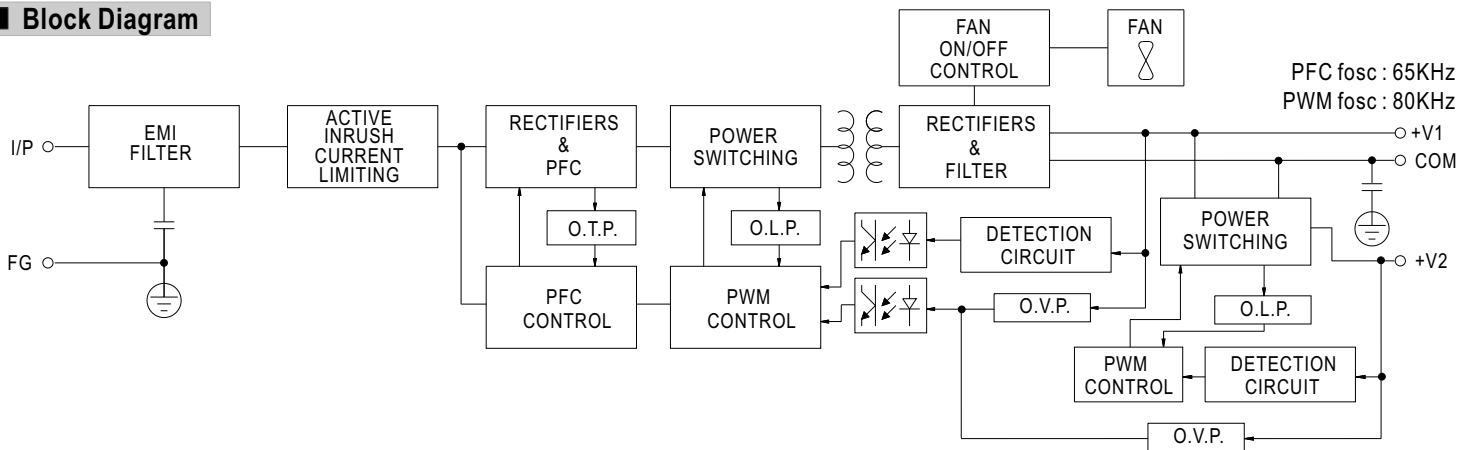 Block Diagram
FAN
ON/OFF
CONTROL
FAN
PFC fosc : 65KHz
PWM fosc : 80KHz
I/P
EMI
FILTER
ACTIVE
INRUSH
CURRENT
LIMITING
RECTIFIERS
&
PFC
POWER
SWITCHING
RECTIFIERS
&
FILTER
+V1
COM
O.T.P.
O.L.P.
DETECTION
CIRCUIT
POWER
SWITCHING
FG
+V2
PFC
CONTROL
PWM
CONTROL
O.V.P.
O.L.P.
PWM
CONTROL
DETECTION
CIRCUIT
O.V.P.